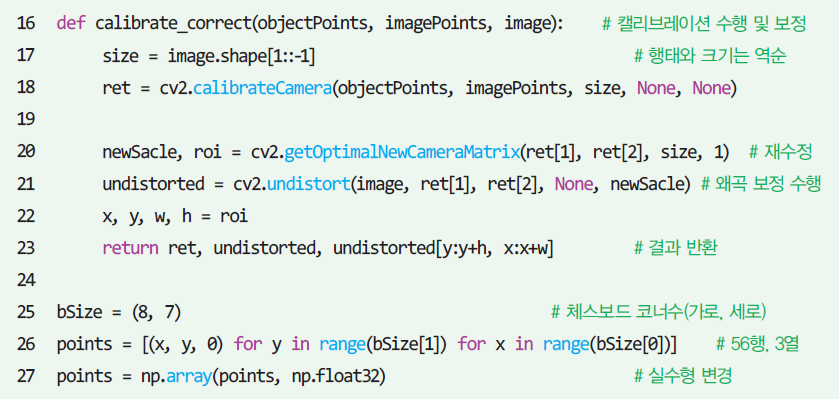 16 def calibrate_correct(objectPoints, imagePoints, image): # 캘리브레이션 수행 및 보정
17 size = image.shape[1::-1] # 행태와 크기는 역순
18 ret = cv2.calibrateCamera(objectPoints, imagePoints, size, None, None)
19
20 newSacle, roi = cv2.getOptimalNewCameraMatrix(ret[1], ret[2], size, 1) # 재수정
21 undistorted = cv2.undistort(image, ret[1], ret[2], None, newSacle) # 왜곡 보정 수행
22 x, y, w, h = roi
23 return ret, undistorted, undistorted[y:y+h, x:x+w] # 결과 반환
24
25 bSize = (8, 7) # 체스보드 코너수(가로, 세로)
26 points = [(x, y, 0) for y in range(bSize[1]) for x in range(bSize[0])] # 56행, 3열
27 points = np.array(points, np.float32) # 실수형 변경